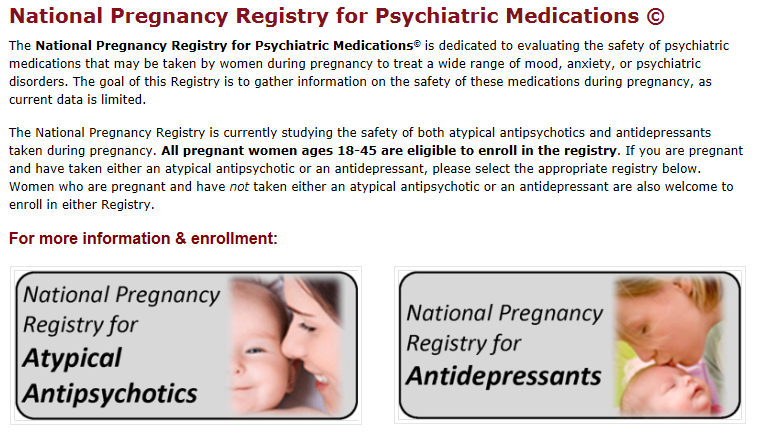 National Pregnancy Registry for Psychiatric Medications ©
The National Pregnancy Registry for Psychiatric Medications© is dedicated to evaluating the safety of psychiatric
medications that may be taken by women during pregnancy to treat a wide range of mood, anxiety, or psychiatric
disorders. The goal of this Registry is to gather information on the safety of these medications during pregnancy, as
current data is limited.
The National Pregnancy Registry is currently studying the safety of both atypical antipsychotics and antidepressants
taken during pregnancy. All pregnant women ages 18-45 are eligible to enroll in the registry. If you are pregnant
and have taken either an atypical antipsychotic or an antidepressant, please select the appropriate registry below.
Women who are pregnant and have not taken either an atypical antipsychotic or an antidepressant are also welcome to
enroll in either Registry.
For more information & enrollment:
National Pregnancy
Registry for
Atypical
Antipsychotics
National Pregnancy
Registry for
Antidepressants